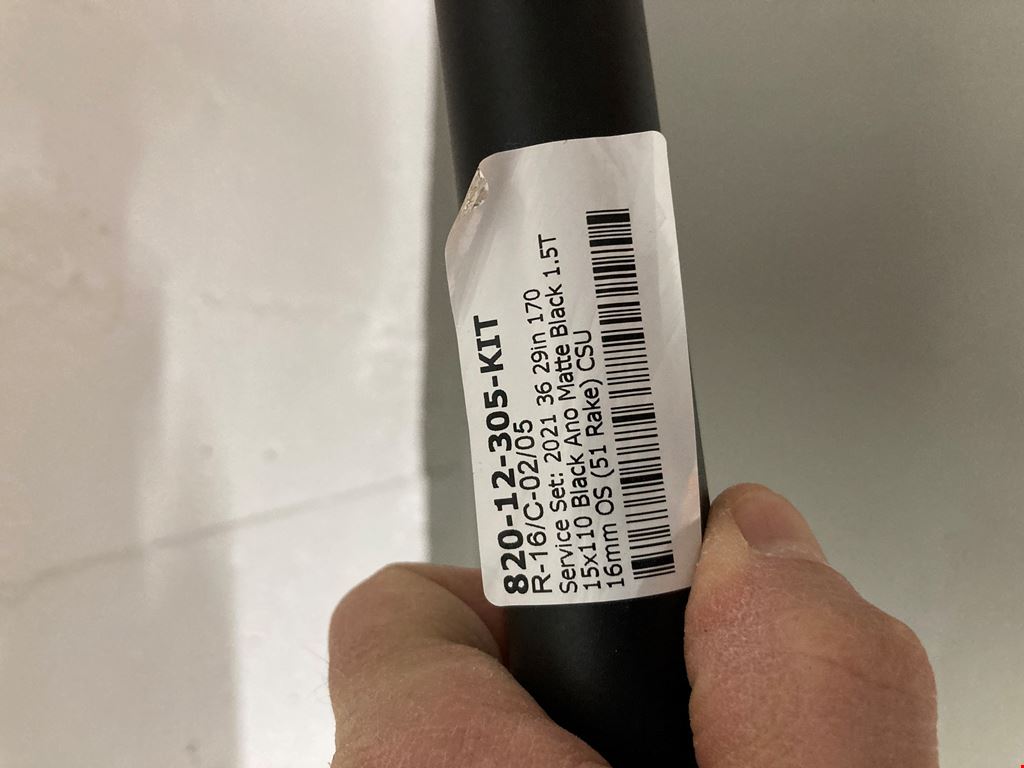 820-12-305-KIT
R-16/C-02/05
Service Set: 2021 36 29in 170
15x110 Black Ano Matte Black 1.5T
16mm OS (51 Rake) CSU